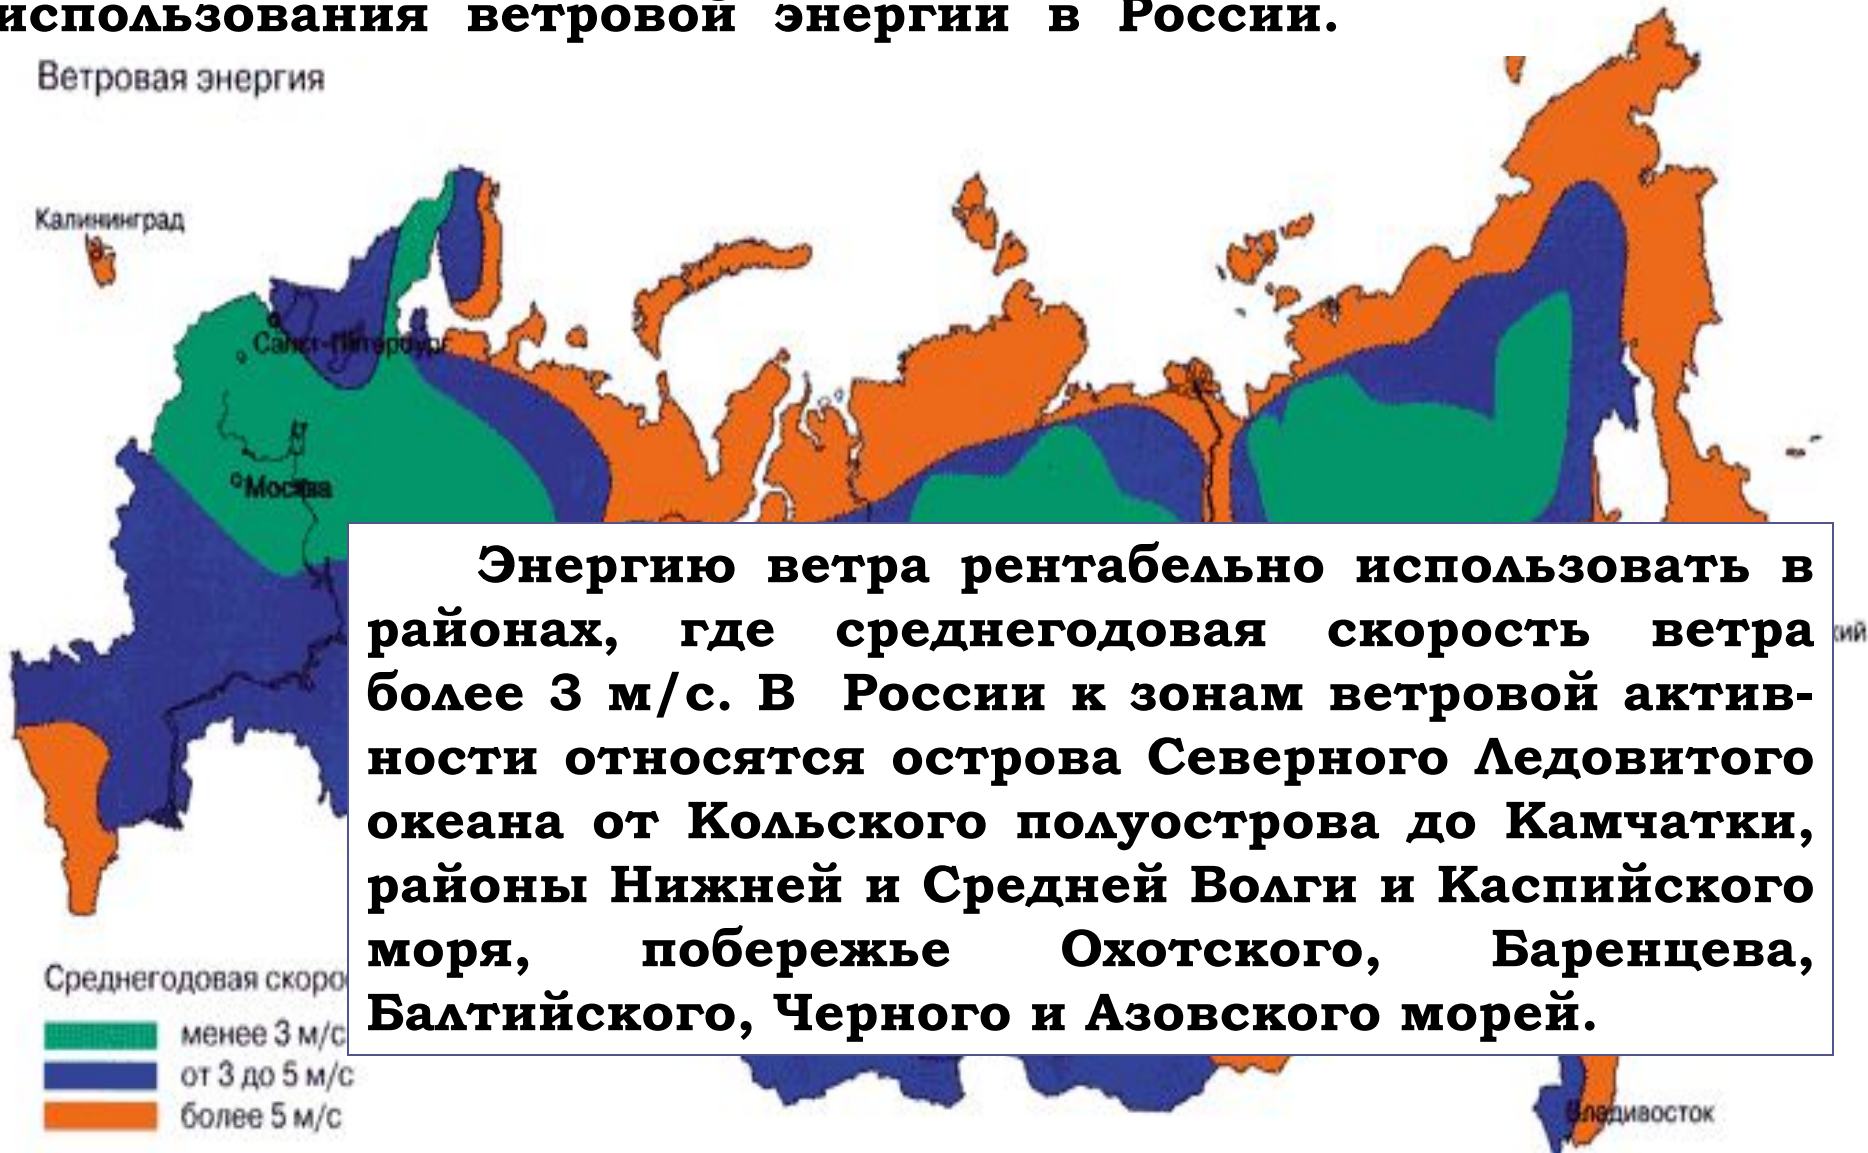 использования ветровой энергии в России.
Ветровая энергия
Калининград
Санкт-Петербург
Москва
Энергию ветра рентабельно использовать в
районах, где среднегодовая скорость ветра
более 3 м/с. В России к зонам ветровой актив-
ности относятся острова Северного Ледовитого
океана от Кольского полуострова до Камчатки,
районы Нижней и Средней Волги и Каспийского
моря, побережье Охотского, Баренцева,
Балтийского, Черного и Азовского морей.
кий
Среднегодовая скоро
менее 3 м/с
от 3 до 5 м/с
более 5 м/с
Владивосток